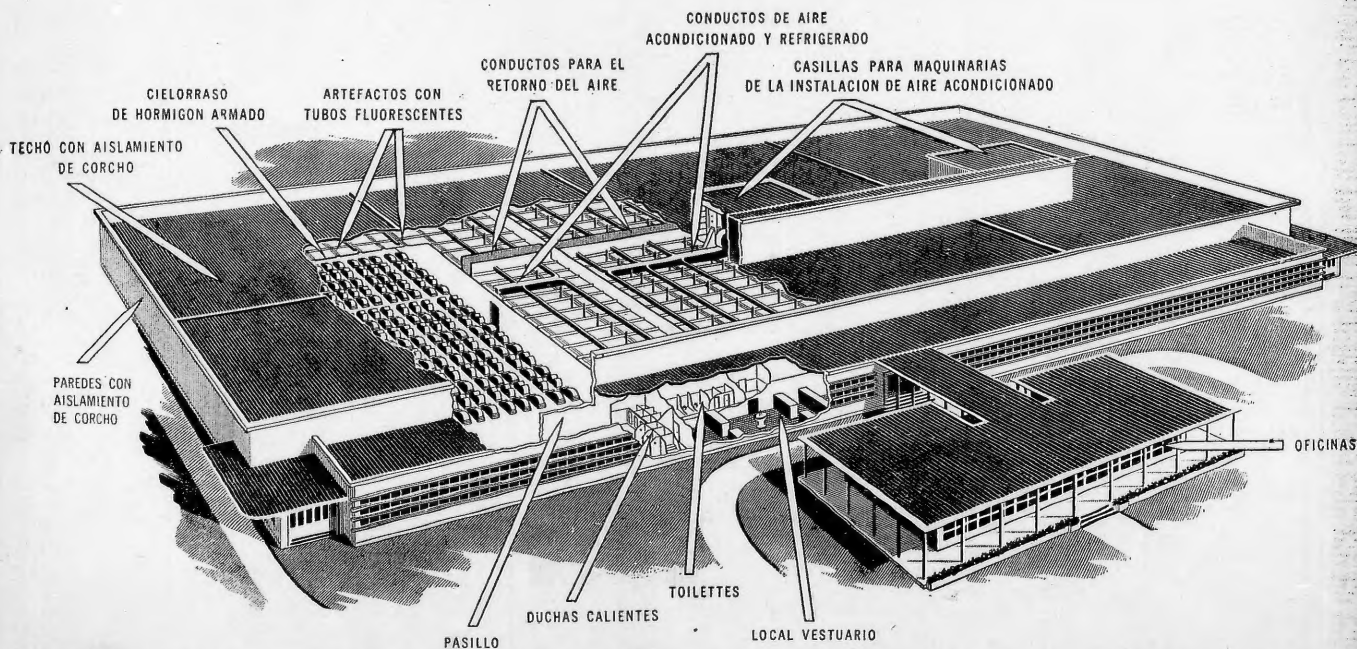 CONDUCTOS DE AIRE
ACONDICIONADO Y REFRIGERADO
CONDUCTOS PARA EL
RETORNO DEL AIRE
CASILLAS PARA MAQUINARIAS
DE LA INSTALACION DE AIRE ACONDICIONADO
CIELORRASO
DE HORMIGON ARMADO
ARTEFACTOS CON
TUBOS FLUORESCENTES
TECHO CON AISLAMIENTO
DE CORCHO
PAREDES CON
AISLAMIENTO
DE CORCHO
OFICINAS
TOILETTES
DUCHAS CALIENTES
LOCAL VESTUARIO
PASILLO